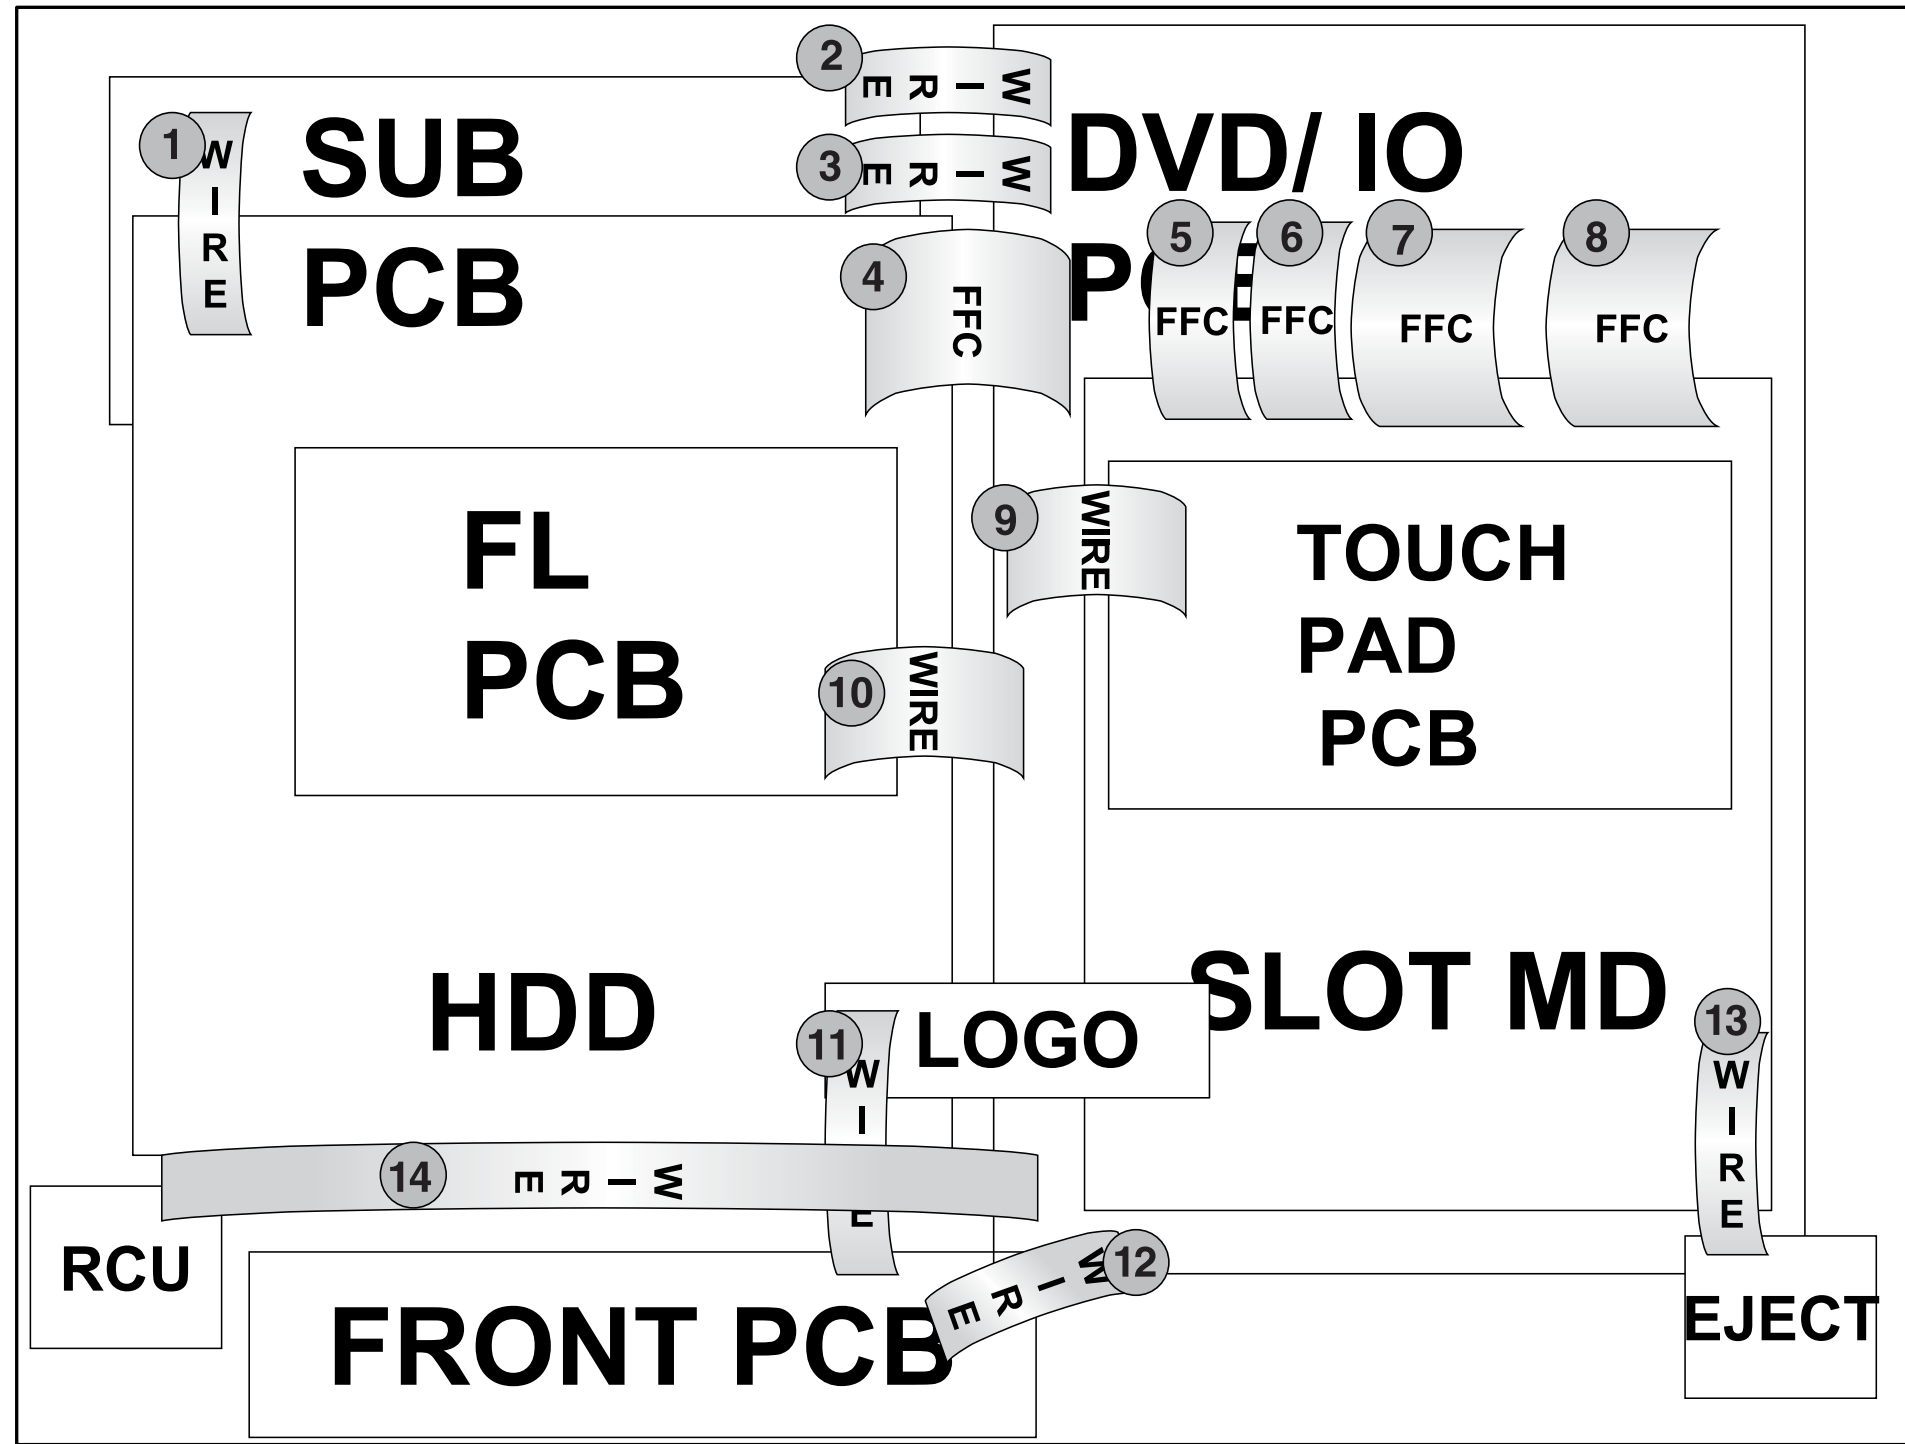 2
WIRE
1
WIRE
SUB
PCB
3
WIRE
DVD/ IO
PCB
4
FFC
5
FFC
6
FFC
7
FFC
8
FFC
FL
PCB
9
WIRE
TOUCH
PAD
PCB
10
WIRE
HDD
SLOT MD
LOGO
11
WIRE
13
WIRE
14
WIRE
RCU
12
WIRE
FRONT PCB
EJECT